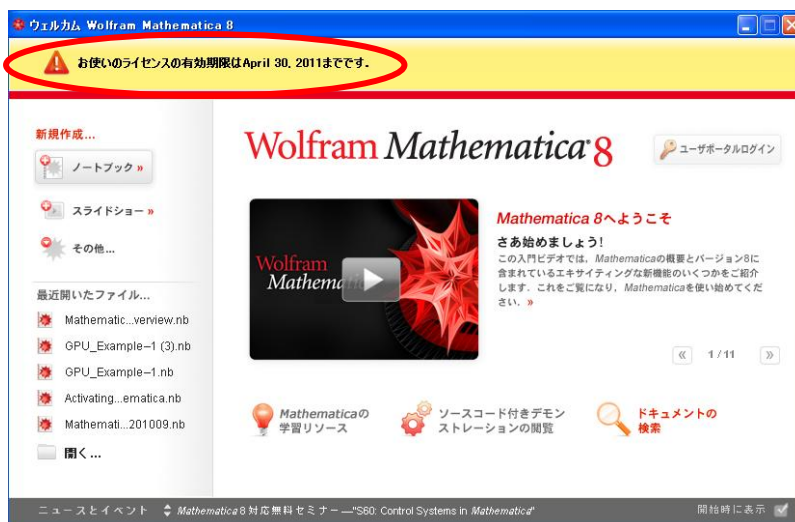 ウェルカム Wolfram Mathematica 8
お使いのライセンスの有効期限はApril 30, 2011までです.
新規作成...
ノートブック »
スライドショー »
その他...
最近開いたファイル...
Mathematic...verview.nb
GPU_Example–1 (3).nb
GPU_Example–1.nb
Activating...ematica.nb
Mathemati...201009.nb
開く...
Wolfram Mathematica 8
ユーザポータルログイン
Wolfram
Mathema
Mathematica 8へようこそ
さあ始めましょう!
この入門ビデオでは, Mathematicaの概要とバージョン8に
含まれているエキサイティングな新機能のいくつかをご紹介
します. これをご覧になり, Mathematicaを使い始めてくだ
さい. »
« 1 / 11 »
Mathematicaの
学習リソース
ソースコード付きデモン
ストレーションの閲覧
ドキュメントの
検索
ニュースとイベント
Mathematica 8 対応無料セミナー—"S60: Control Systems in Mathematica"
開始時に表示